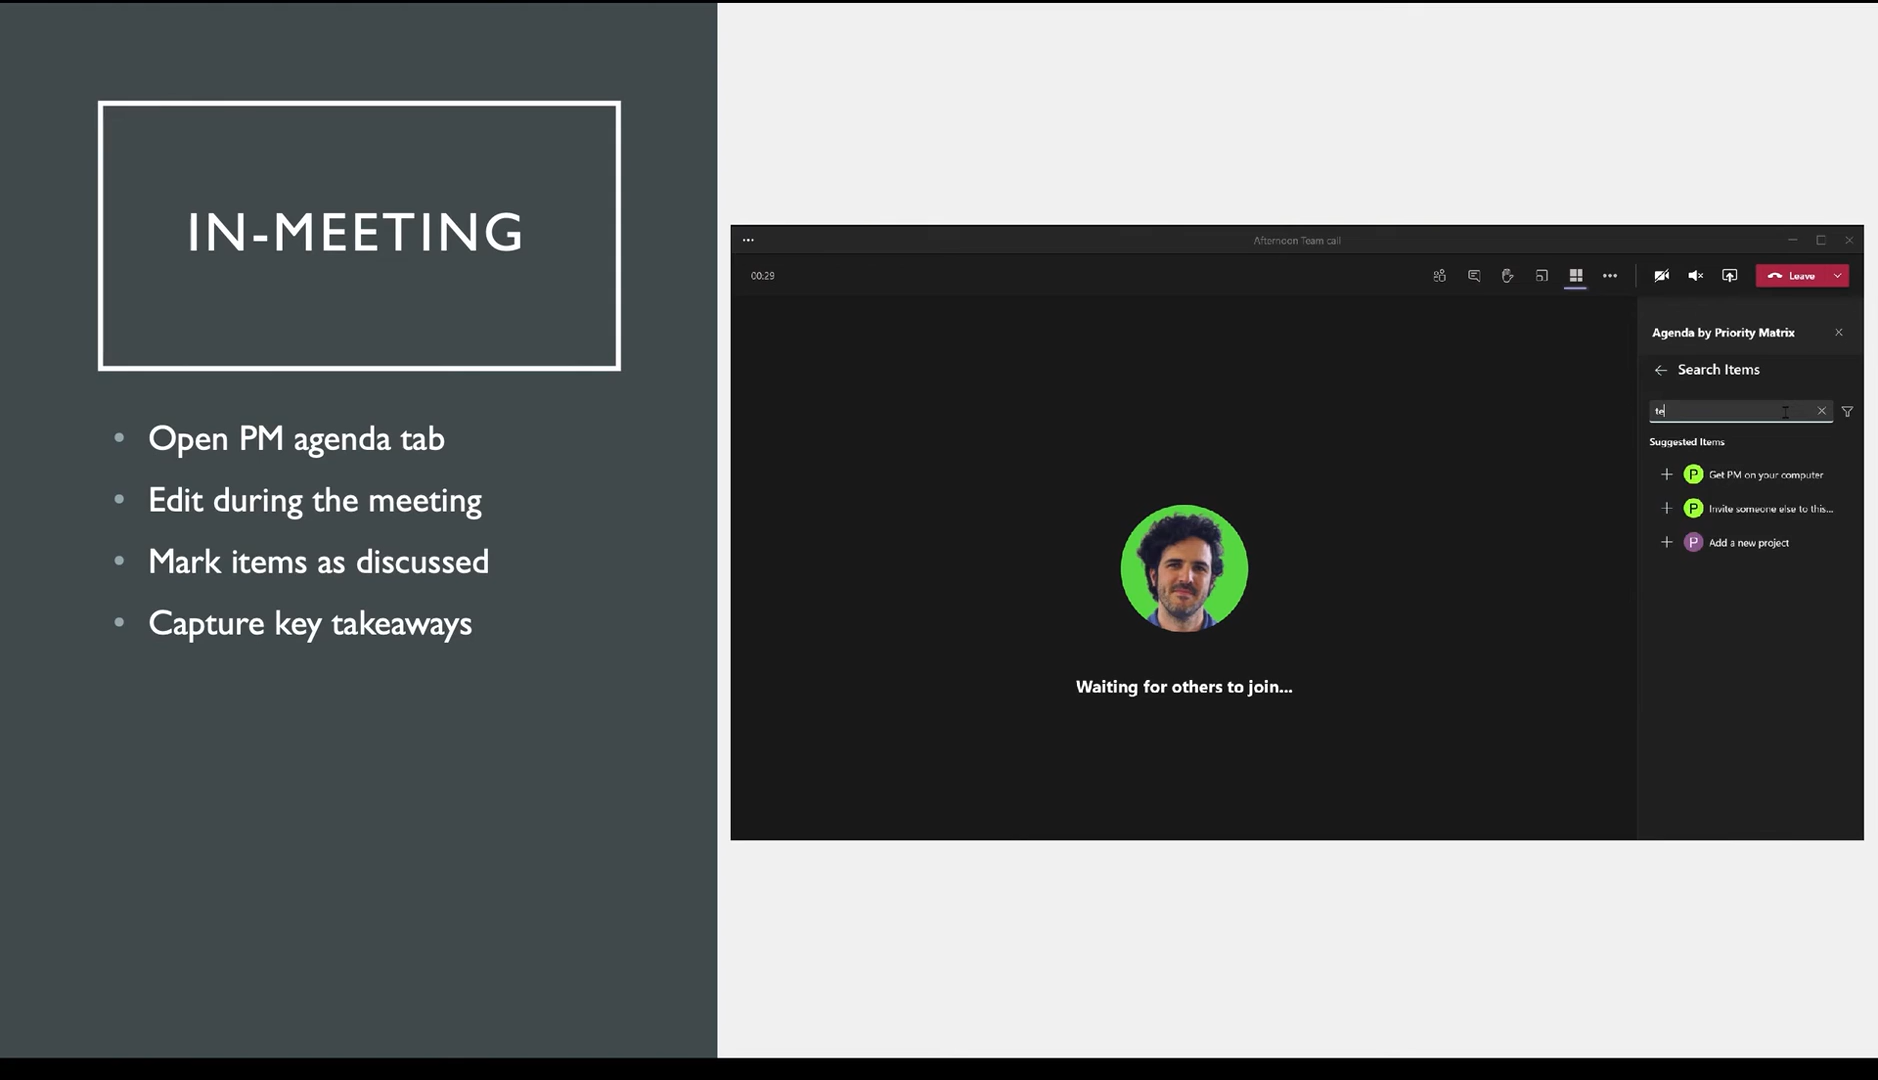 IN-MEETING
Open PM agenda tab
Edit during the meeting
Mark items as discussed
Capture key takeaways
Afternoon Team call
00:29
Leave
Agenda by Priority Matrix
Search Items
te
Suggested Items
P Get PM on your computer
P Invite someone else to this...
P Add a new project
Waiting for others to join...